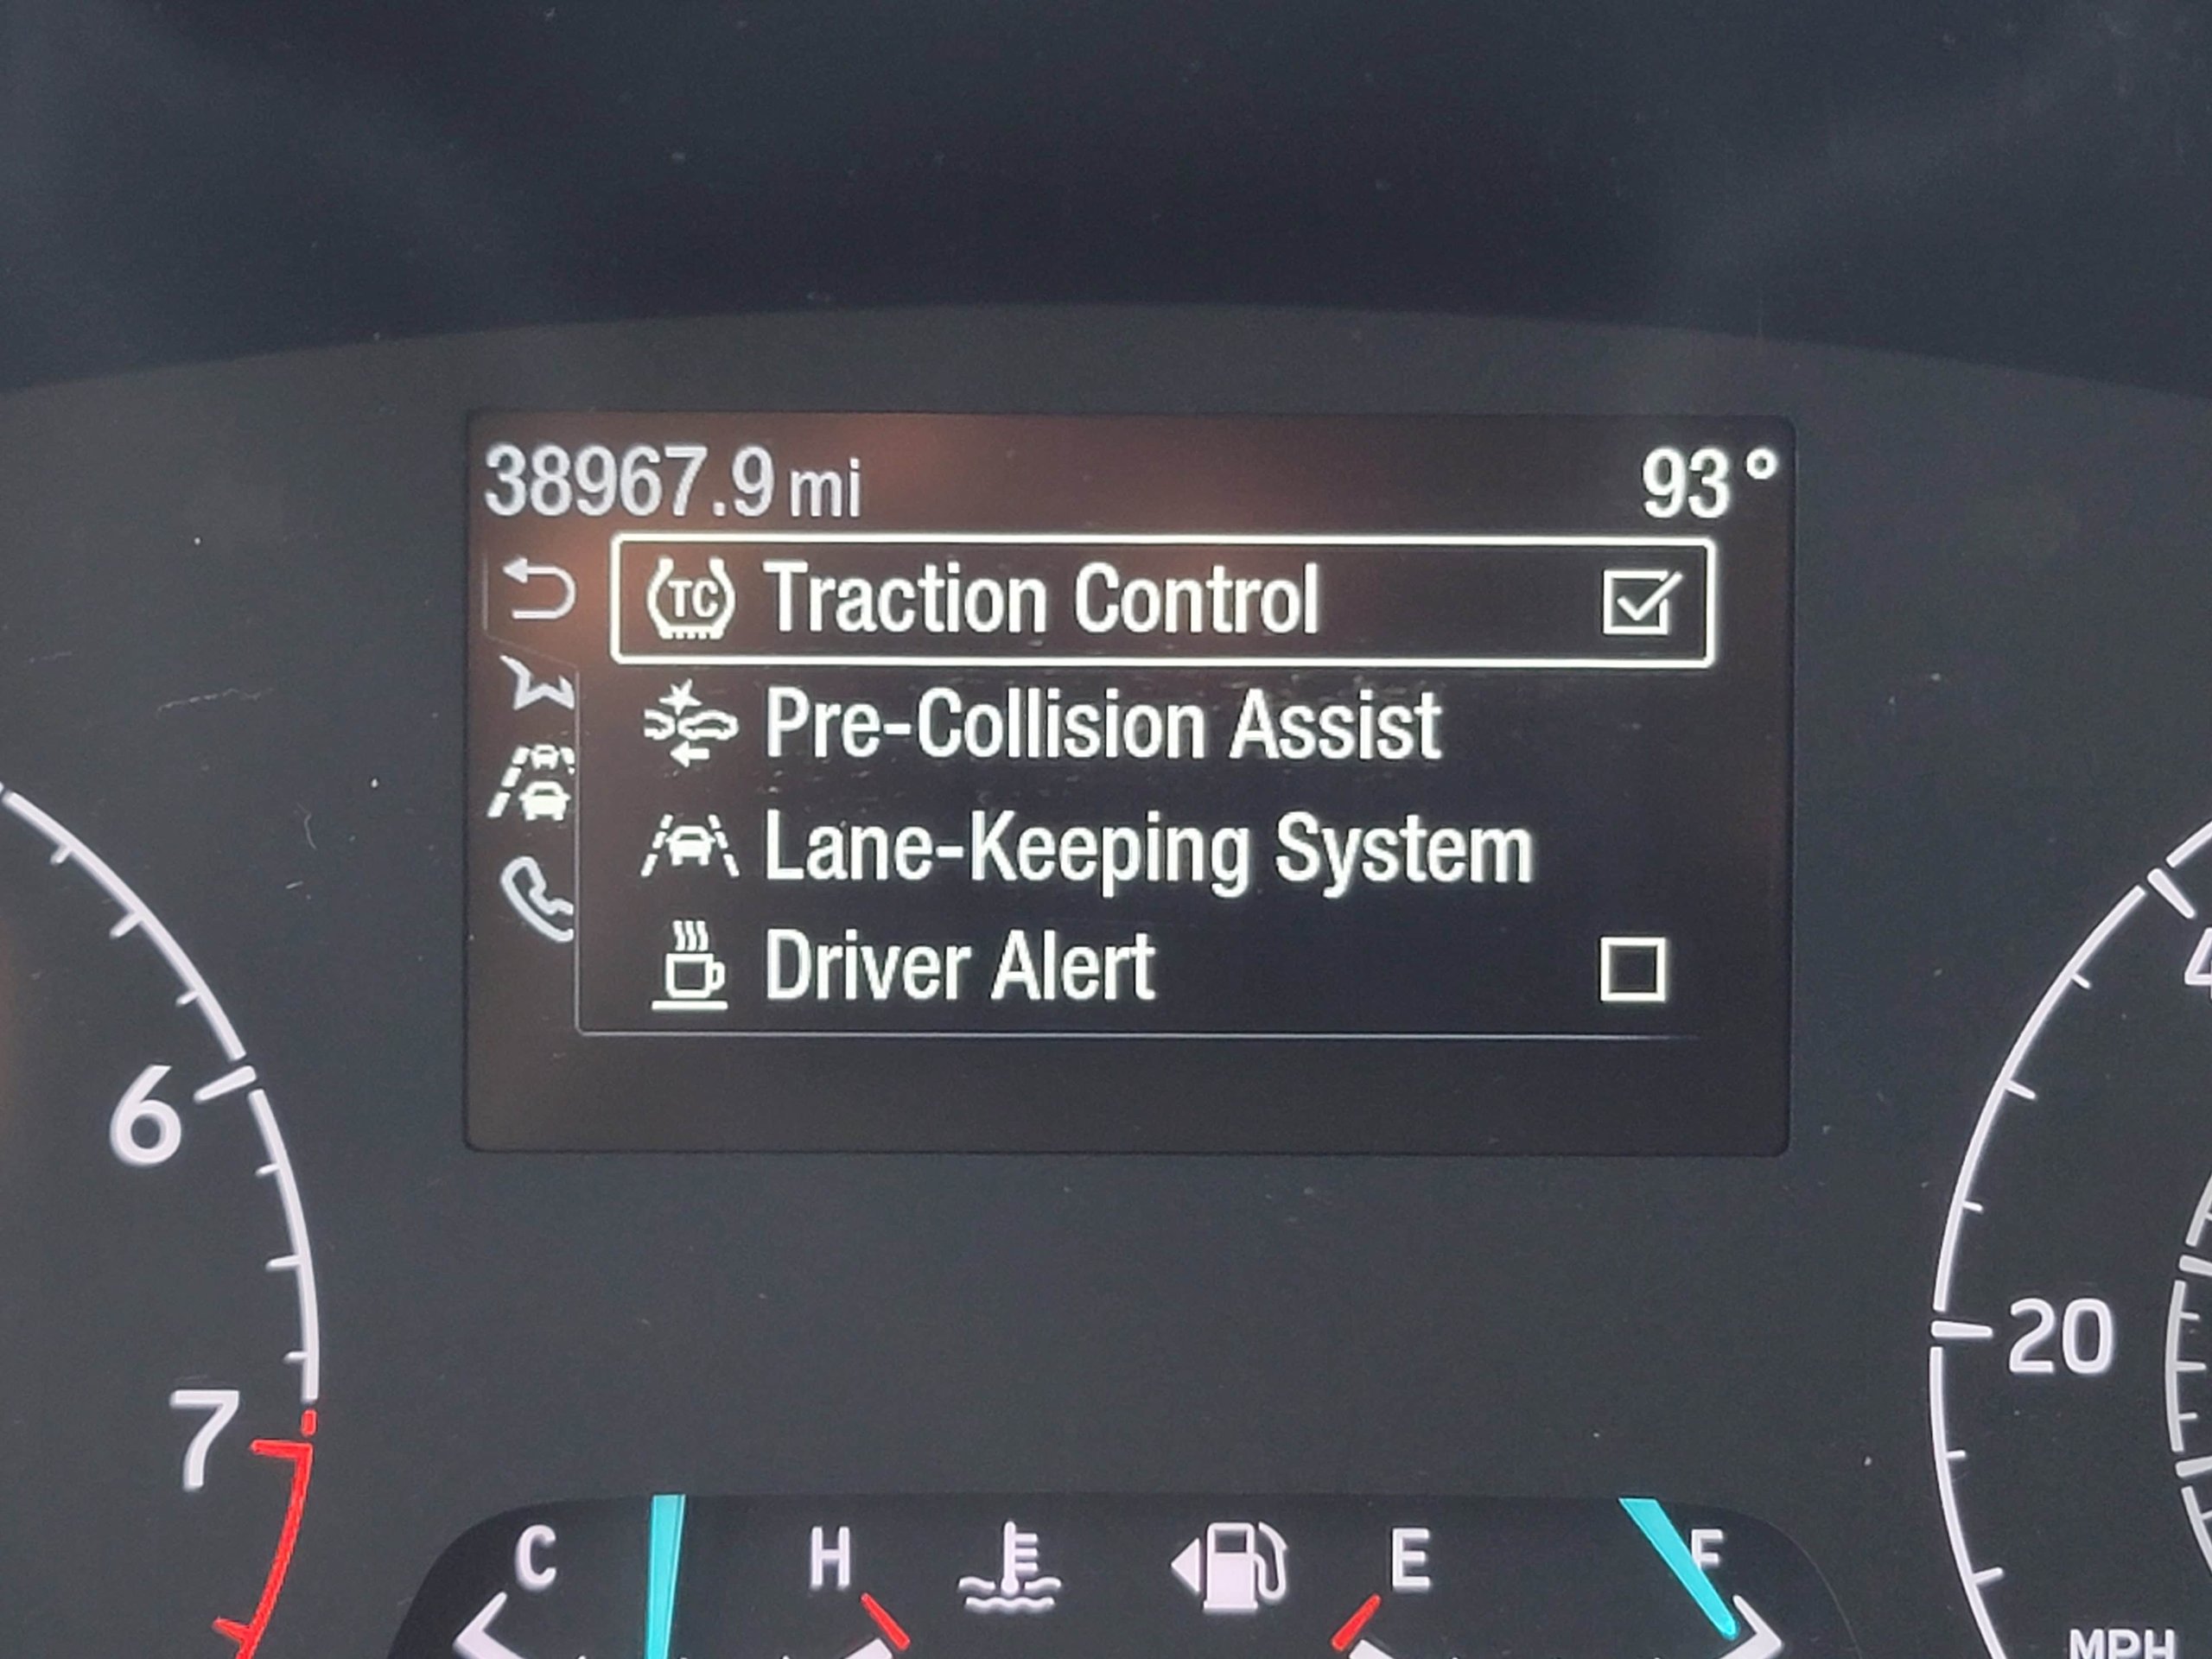 38967.9 mi 93°
TC Traction Control
Pre-Collision Assist
Lane-Keeping System
Driver Alert
6
7
20
C H E F
MPH